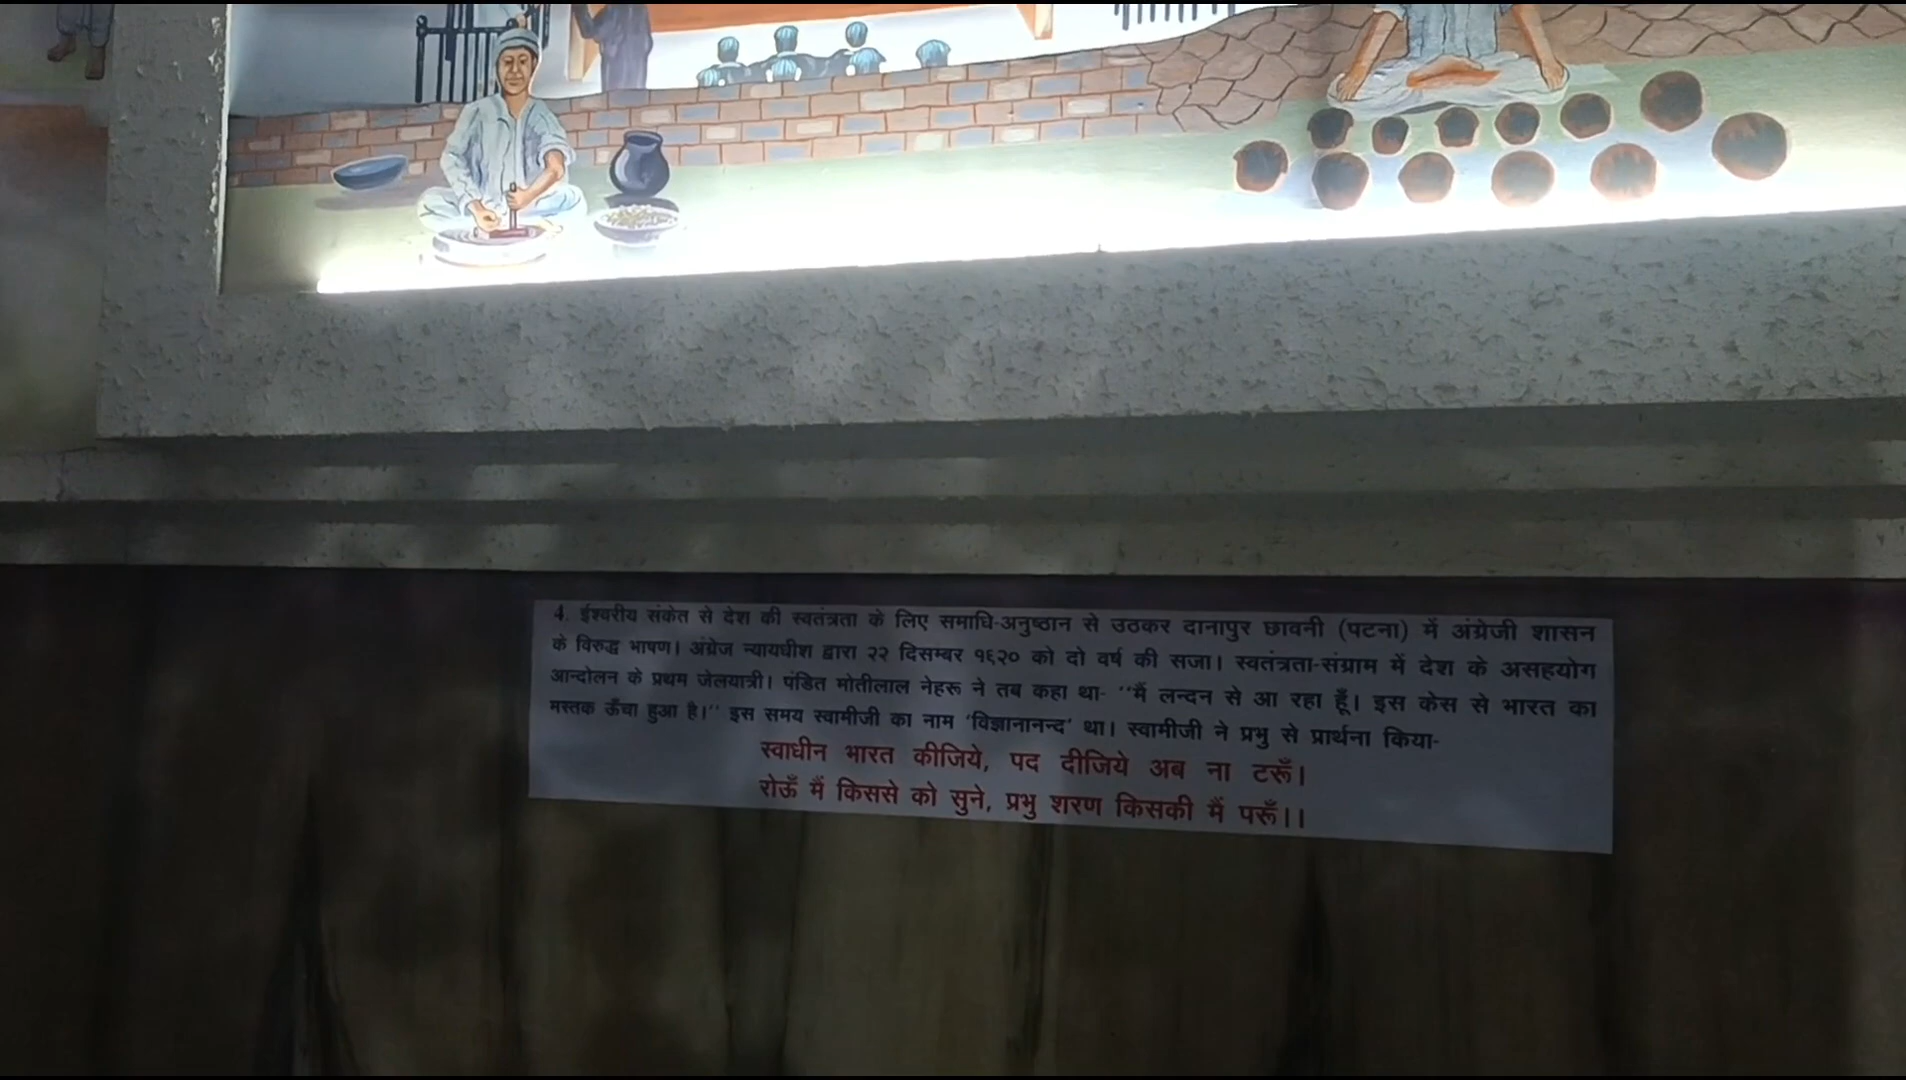 4. ईश्वरीय संकेत से देश की स्वतंत्रता के लिए समाधि-अनुष्ठान से उठकर दानापुर छावनी (पटना) में अंग्रेजी शासन
के विरुद्ध भाषण। अंग्रेज न्यायधीश द्वारा २२ दिसम्बर १९२० को दो वर्ष की सजा। स्वतंत्रता-संग्राम में देश के असहयोग
आन्दोलन के प्रथम जेलयात्री। पंडित मोतीलाल नेहरू ने तब कहा था- ‘‘मैं लन्दन से आ रहा हूँ। इस केस से भारत का
मस्तक ऊँचा हुआ है।’’ इस समय स्वामीजी का नाम ‘विज्ञानानन्द’ था। स्वामीजी ने प्रभु से प्रार्थना किया-
स्वाधीन भारत कीजिये, पद दीजिये अब ना टरूँ।
रोऊँ मैं किससे को सुने, प्रभु शरण किसकी मैं परूँ।।